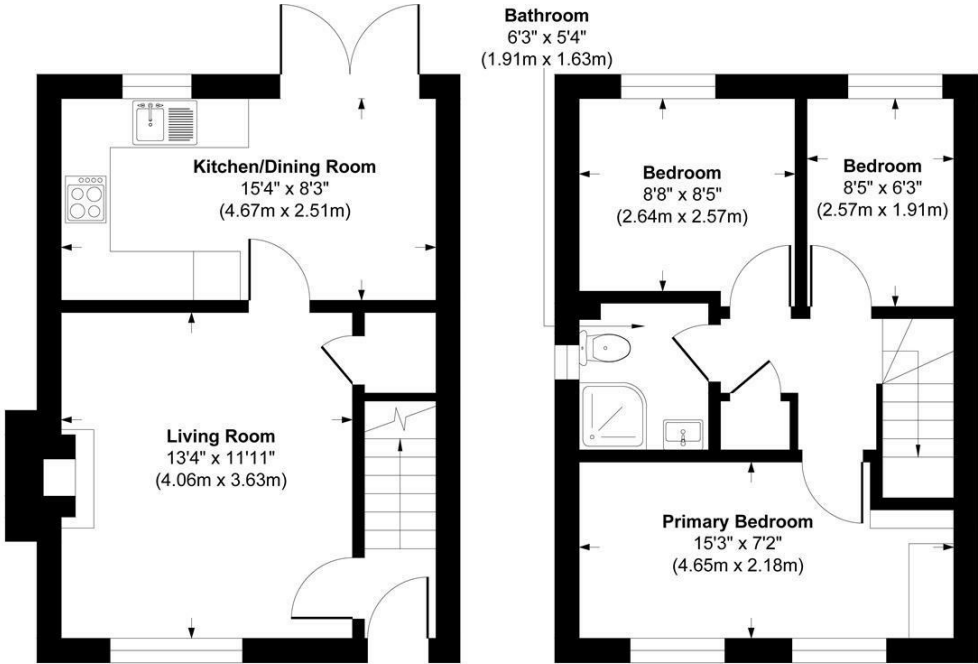 Bathroom
6'3" x 5'4"
(1.91m x 1.63m)
Kitchen/Dining Room
15'4" x 8'3"
(4.67m x 2.51m)
Bedroom
8'8" x 8'5"
(2.64m x 2.57m)
Bedroom
8'5" x 6'3"
(2.57m x 1.91m)
Living Room
13'4" x 11'11"
(4.06m x 3.63m)
Primary Bedroom
15'3" x 7'2"
(4.65m x 2.18m)